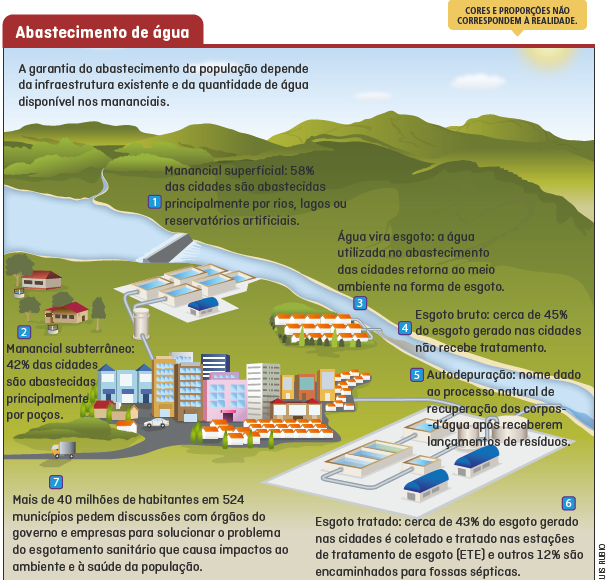 CORES E PROPORÇÕES NÃO
CORRESPONDEM À REALIDADE.
Abastecimento de água
A garantia do abastecimento da população depende
da infraestrutura existente e da quantidade de água
disponível nos mananciais.
1
Manancial superficial: 58%
das cidades são abastecidas
principalmente por rios, lagos ou
reservatórios artificiais.
Água vira esgoto: a água
utilizada no abastecimento
das cidades retorna ao meio
ambiente na forma de esgoto.
3
2
Manancial subterrâneo:
42% das cidades
são abastecidas
principalmente
por poços.
4
Esgoto bruto: cerca de 45%
do esgoto gerado nas cidades
não recebe tratamento.
5
Autodepuração: nome dado
ao processo natural de
recuperação dos corpos-
-d'água após receberem
lançamentos de resíduos.
7
Mais de 40 milhões de habitantes em 524
municípios pedem discussões com órgãos do
governo e empresas para solucionar o problema
do esgotamento sanitário que causa impactos ao
ambiente e à saúde da população.
6
Esgoto tratado: cerca de 43% do esgoto gerado
nas cidades é coletado e tratado nas estações
de tratamento de esgoto (ETE) e outros 12% são
encaminhados para fossas sépticas.
LUIS RUBIO